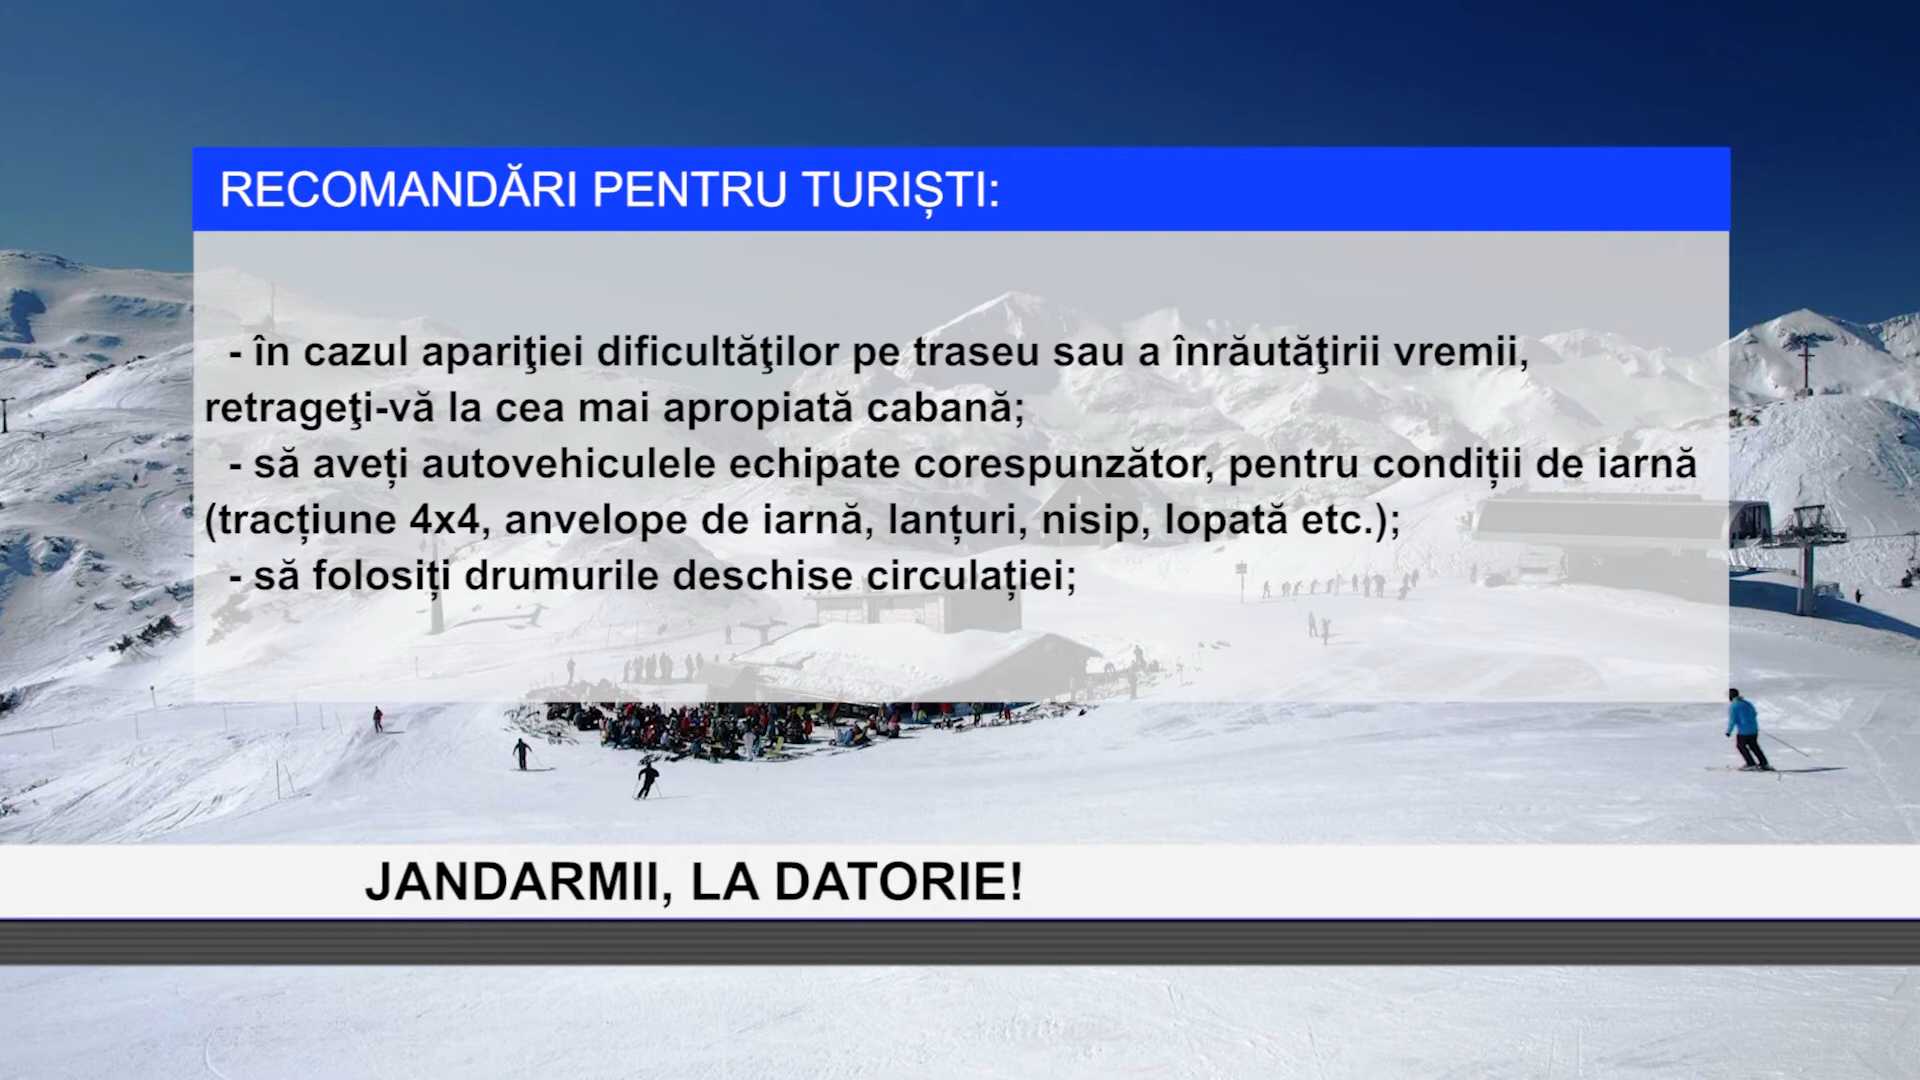 RECOMANDĂRI PENTRU TURIȘTI:
- în cazul apariţiei dificultăţilor pe traseu sau a înrăutăţirii vremii,
retrageţi-vă la cea mai apropiată cabană;
- să aveți autovehiculele echipate corespunzător, pentru condiții de iarnă
(tracțiune 4x4, anvelope de iarnă, lanțuri, nisip, lopată etc.);
- să folosiți drumurile deschise circulației;
JANDARMII, LA DATORIE!